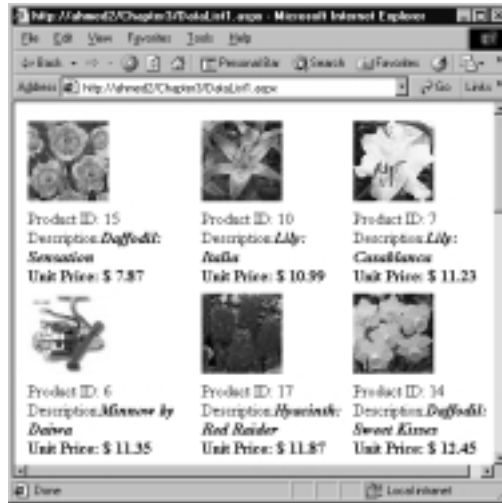 http://ahmed2/Chapter3/DataList1.aspx - Microsoft Internet Explorer
File Edit View Favorites Tools Help
Back Personal Bar Search Favorites
Address http://ahmed2/Chapter3/DataList1.aspx Go Links
Product ID: 15
Description:Daffodil:
Sensation
Unit Price: $ 7.87
Product ID: 10
Description:Lily:
Italia
Unit Price: $ 10.99
Product ID: 7
Description:Lily:
Casablanca
Unit Price: $ 11.23
Product ID: 6
Description:Minnow by
Daiwa
Unit Price: $ 11.35
Product ID: 17
Description:Hyacinth:
Red Raider
Unit Price: $ 11.87
Product ID: 14
Description:Daffodil:
Sweet Kisses
Unit Price: $ 12.45
Done Local intranet